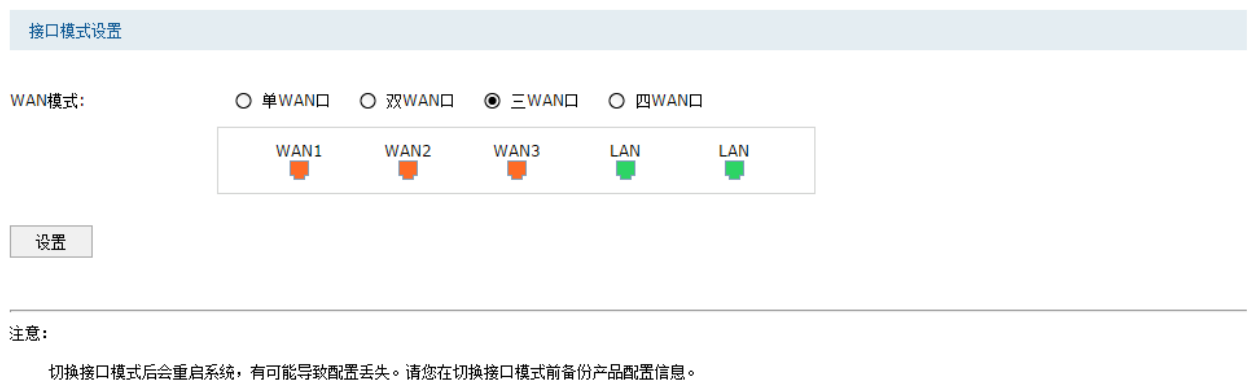 接口模式设置
WAN模式: 单WAN口 双WAN口 三WAN口 四WAN口
WAN1 WAN2 WAN3 LAN LAN
设置
注意:
切换接口模式后会重启系统，有可能导致配置丢失。请您在切换接口模式前备份产品配置信息。